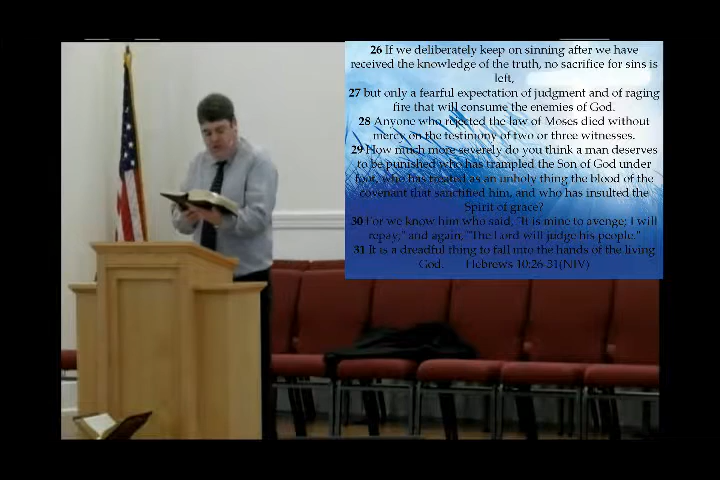 26 If we deliberately keep on sinning after we have
received the knowledge of the truth, no sacrifice for sins is
left,
27 but only a fearful expectation of judgment and of raging
fire that will consume the enemies of God.
28 Anyone who rejected the law of Moses died without
mercy on the testimony of two or three witnesses.
29 How much more severely do you think a man deserves
to be punished who has trampled the Son of God under
foot, who has treated as an unholy thing the blood of the
covenant that sanctified him, and who has insulted the
Spirit of grace?
30 For we know him who said, "It is mine to avenge; I will
repay," and again, "The Lord will judge his people."
31 It is a dreadful thing to fall into the hands of the living
God. Hebrews 10:26-31(NIV)